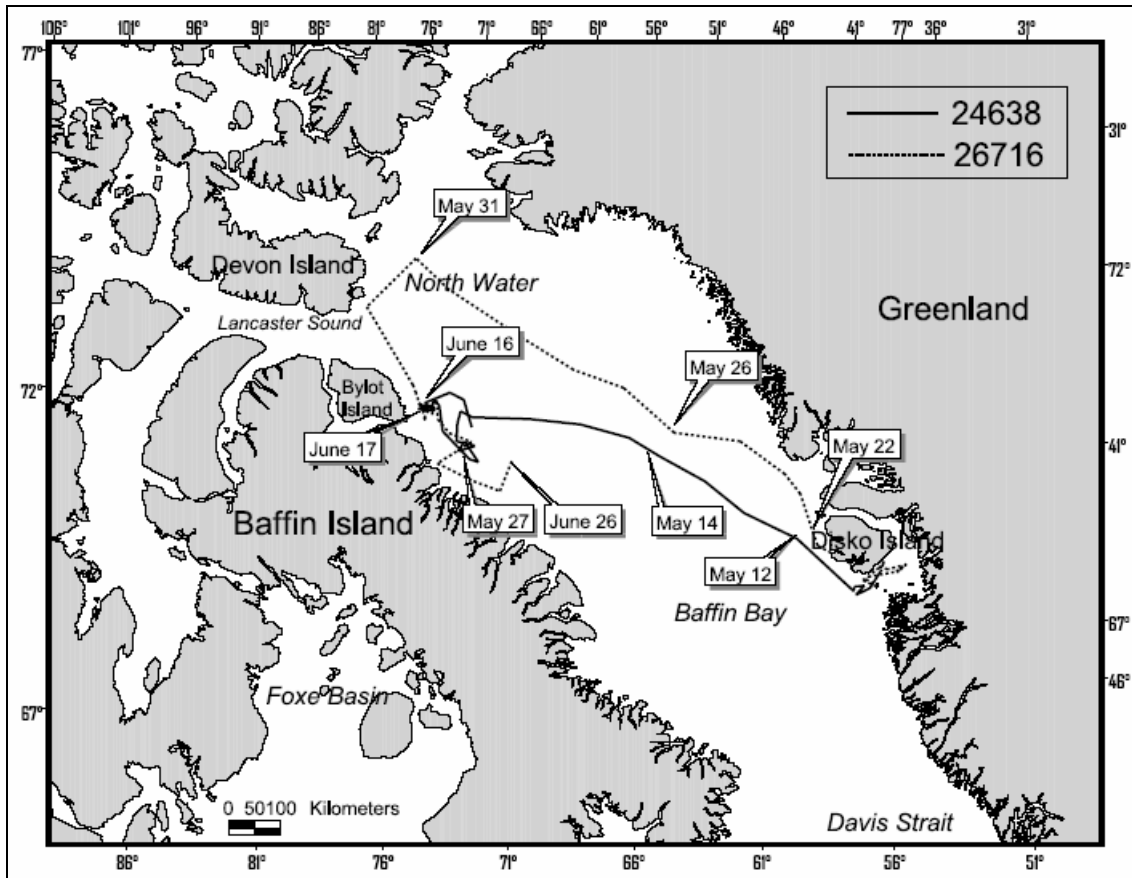 106° 101° 96° 91° 86° 81° 76° 71° 66° 61° 56° 51° 46° 41° 77° 36° 31°
77°
24638
26716
31°
May 31
Devon Island
North Water
72°
Greenland
Lancaster Sound
June 16
May 26
72°
Bylot
Island
June 17
May 22
41°
Baffin Island
May 27
June 26
May 14
Disko Island
May 12
Baffin Bay
67°
Foxe Basin
46°
67°
0 50100 Kilometers
Davis Strait
86° 81° 76° 71° 66° 61° 56° 51°